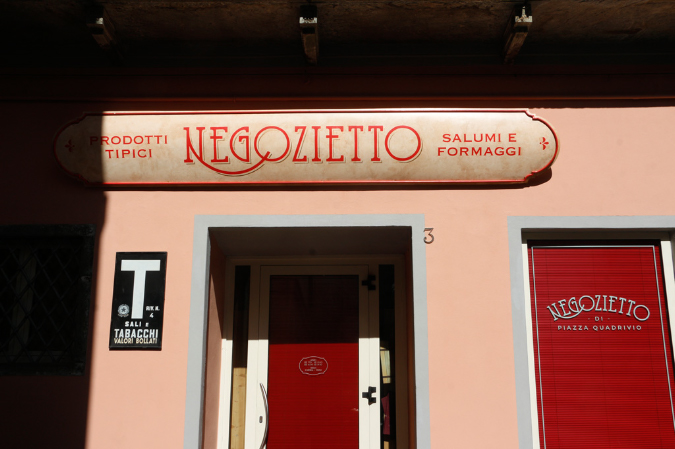 PRODOTTI
TIPICI
NEGOZIETTO
SALUMI E
FORMAGGI
3
T
RIV. N.
4
SALI E
TABACCHI
VALORI BOLLATI
NEGOZIETTO
- DI -
PIAZZA QUADRIVIO